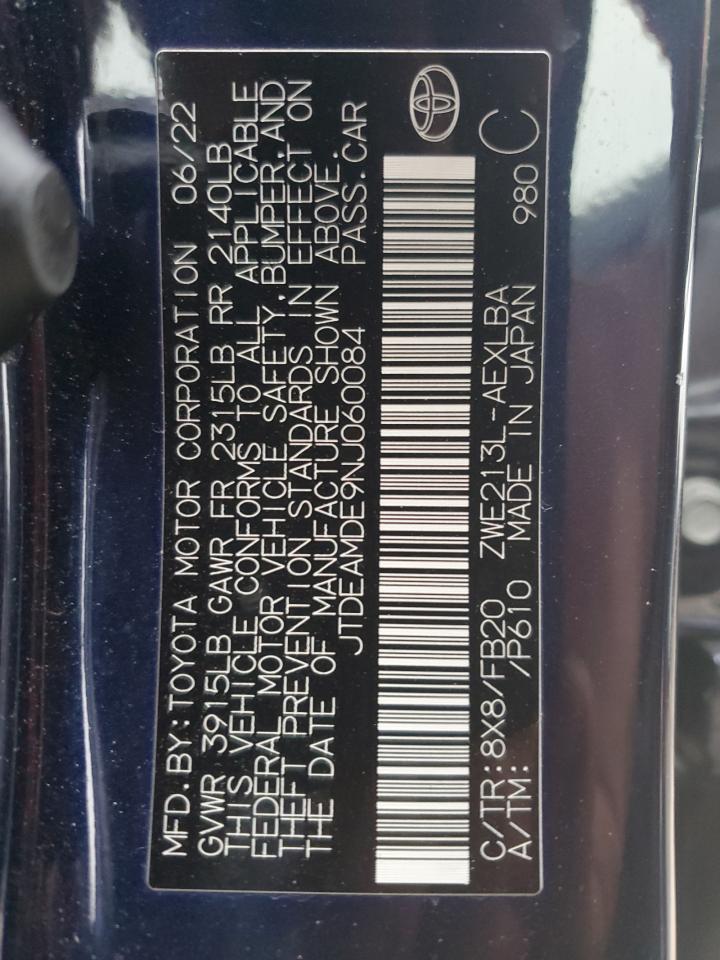 MFD.BY:TOYOTA MOTOR CORPORATION 06/22
GVWR 3915LB GAWR FR 2315LB RR 2140LB
THIS VEHICLE CONFORMS TO ALL APPLICABLE
FEDERAL MOTOR VEHICLE SAFETY,BUMPER,AND
THEFT PREVENTION STANDARDS IN EFFECT ON
THE DATE OF MANUFACTURE SHOWN ABOVE.
JTDEAMDE9NJ060084 PASS.CAR
C/TR:8X8/FB20 ZWE213L-AEXLBA
A/TM: /P610 MADE IN JAPAN 980 C